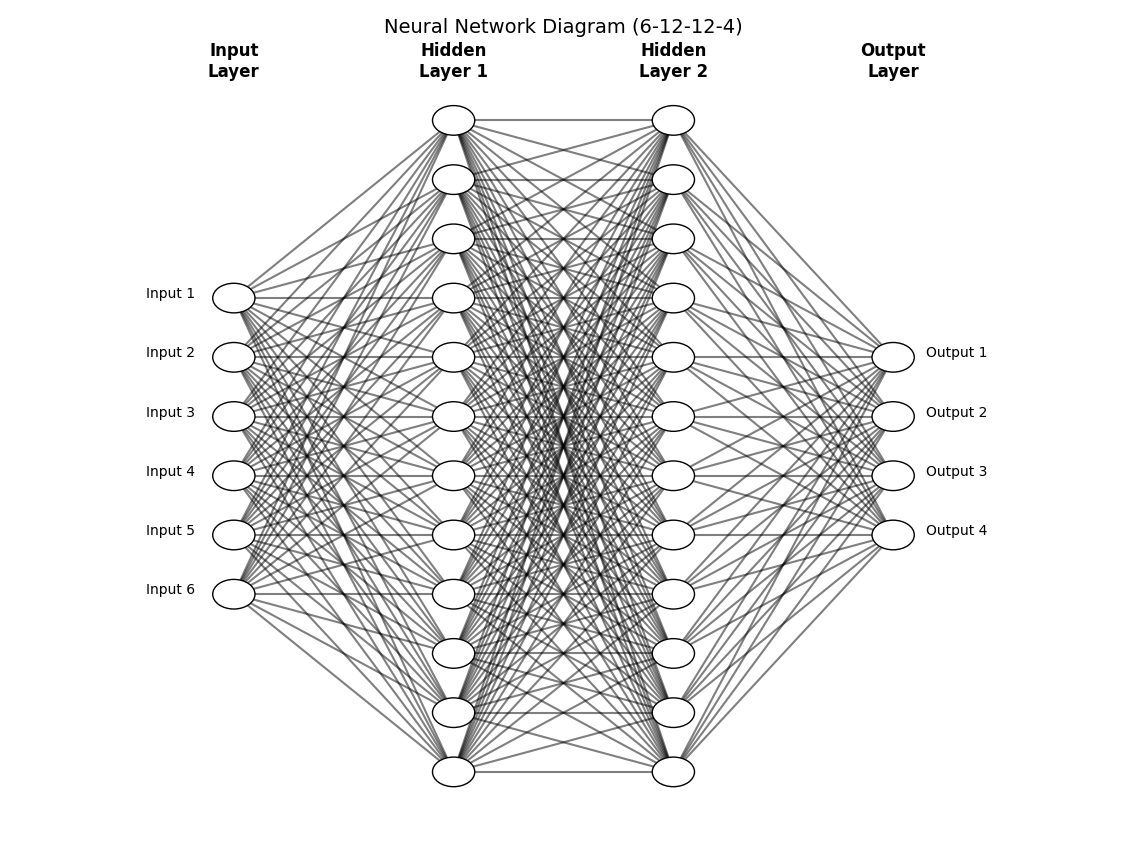 Neural Network Diagram (6-12-12-4)
Input
Layer
Hidden
Layer 1
Hidden
Layer 2
Output
Layer
Input 1
Input 2
Input 3
Input 4
Input 5
Input 6
Output 1
Output 2
Output 3
Output 4